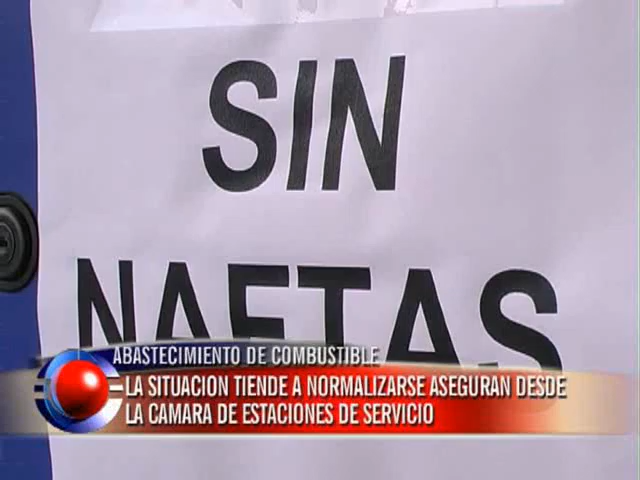 SIN
NAFTAS
ABASTECIMIENTO DE COMBUSTIBLE
LA SITUACION TIENDE A NORMALIZARSE ASEGURAN DESDE
LA CAMARA DE ESTACIONES DE SERVICIO